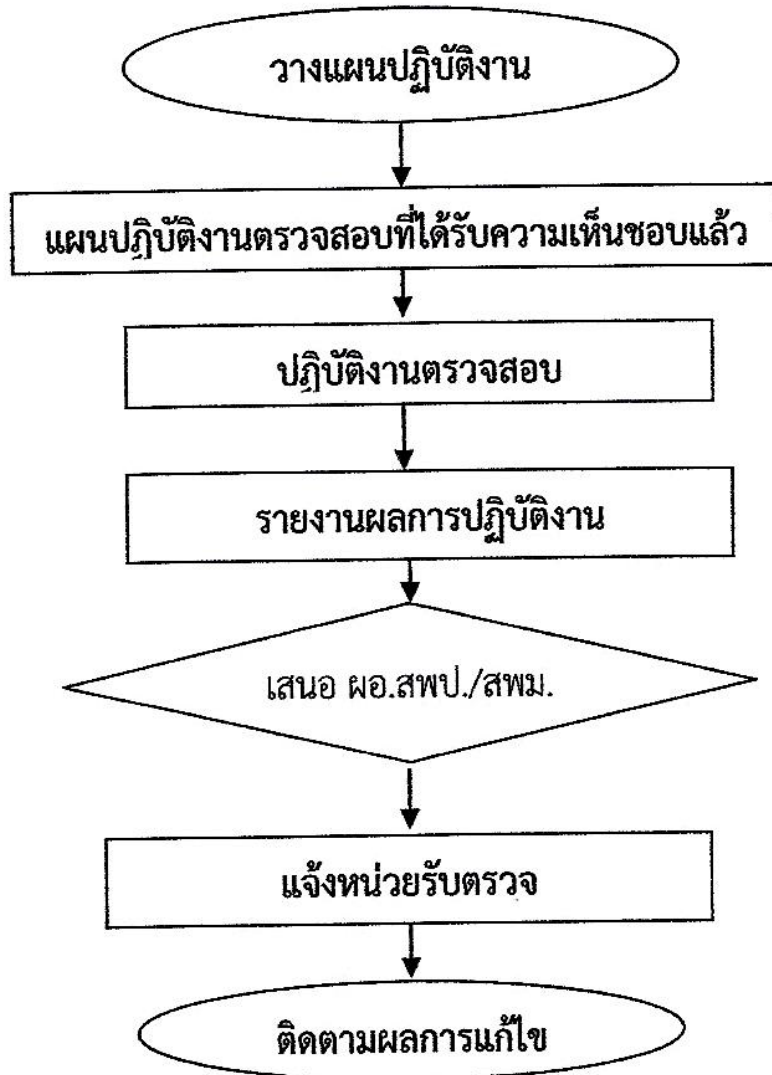 วางแผนปฏิบัติงาน
แผนปฏิบัติงานตรวจสอบที่ได้รับความเห็นชอบแล้ว
ปฏิบัติงานตรวจสอบ
รายงานผลการปฏิบัติงาน
เสนอ ผอ.สพป./สพม.
แจ้งหน่วยรับตรวจ
ติดตามผลการแก้ไข